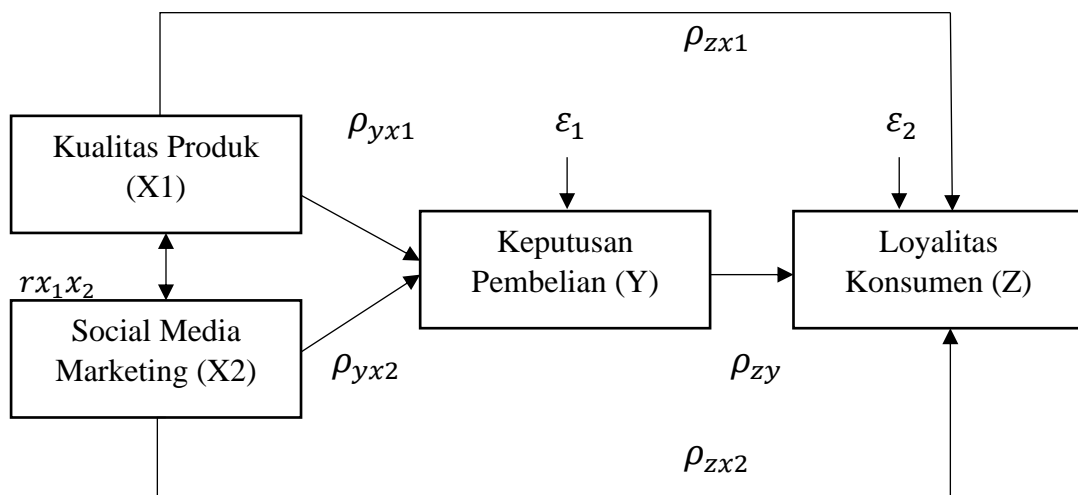 ρzx1
ρyx1
ε1
ε2
Kualitas Produk
(X1)
Keputusan
Pembelian (Y)
Loyalitas
Konsumen (Z)
rx1x2
Social Media
Marketing (X2)
ρyx2
ρzy
ρzx2